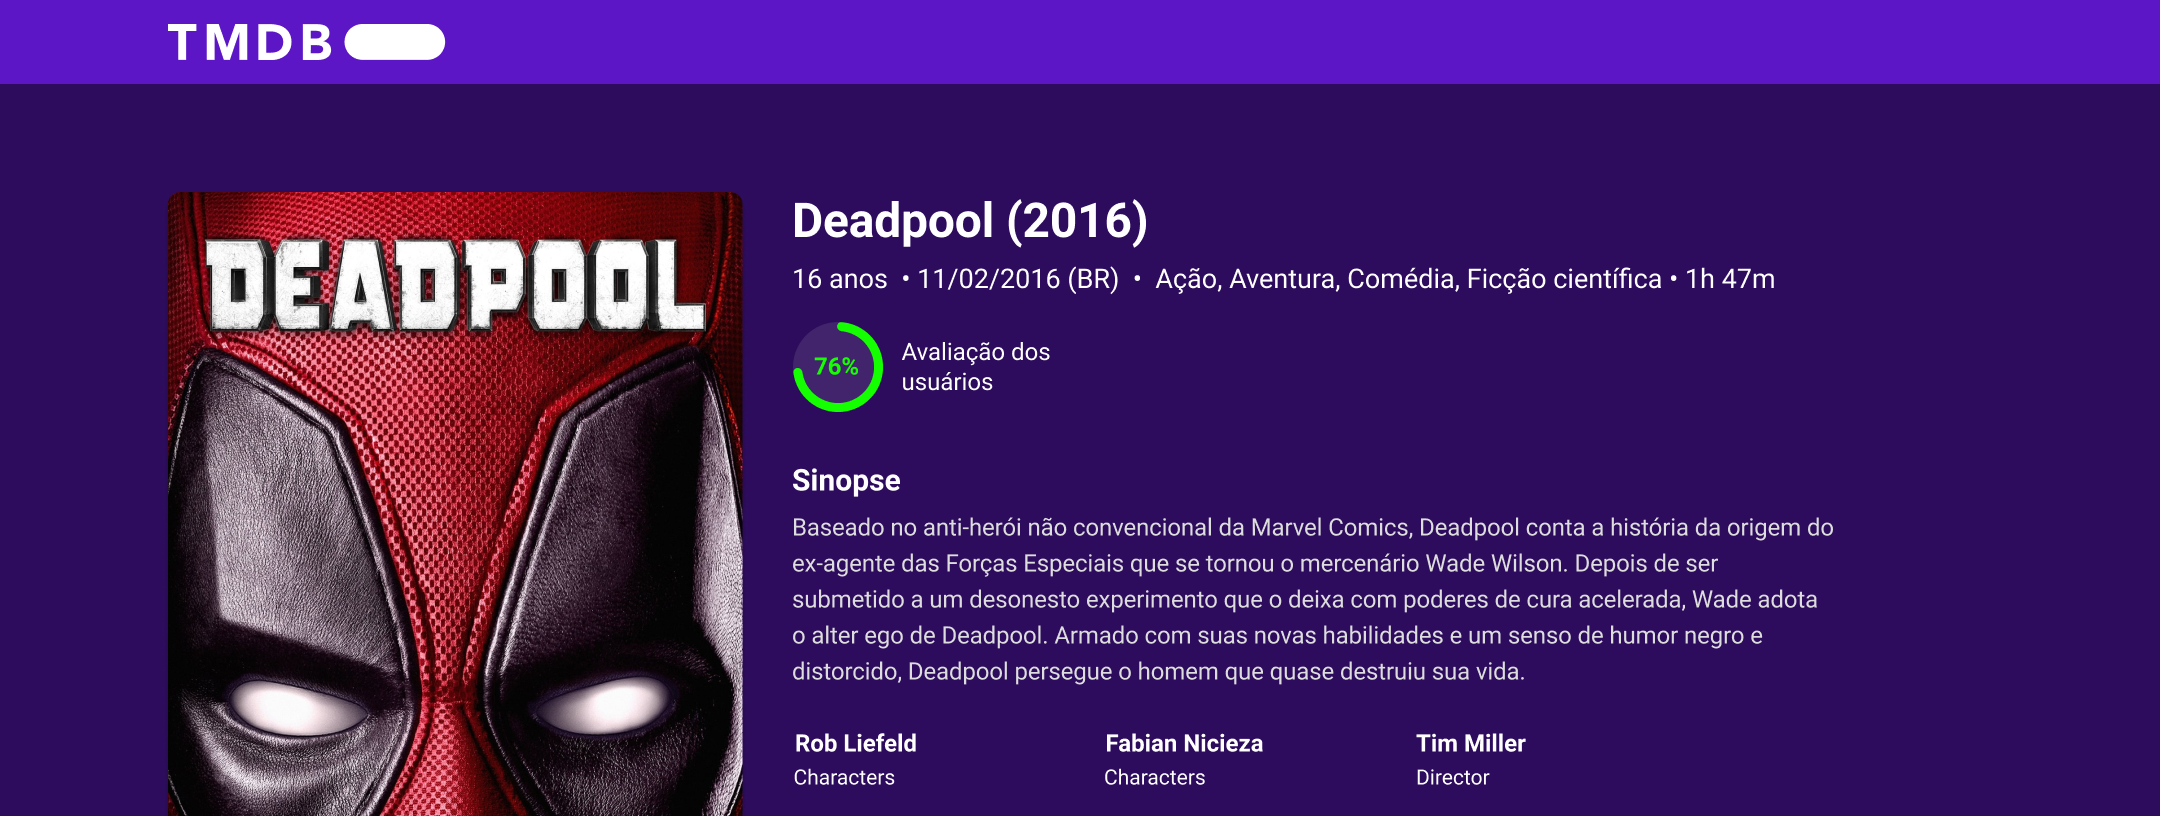 TMDB
DEADPOOL
Deadpool (2016)
16 anos • 11/02/2016 (BR) • Ação, Aventura, Comédia, Ficção científica • 1h 47m
76%
Avaliação dos
usuários
Sinopse
Baseado no anti-herói não convencional da Marvel Comics, Deadpool conta a história da origem do
ex-agente das Forças Especiais que se tornou o mercenário Wade Wilson. Depois de ser
submetido a um desonesto experimento que o deixa com poderes de cura acelerada, Wade adota
o alter ego de Deadpool. Armado com suas novas habilidades e um senso de humor negro e
distorcido, Deadpool persegue o homem que quase destruiu sua vida.
Rob Liefeld
Characters
Fabian Nicieza
Characters
Tim Miller
Director